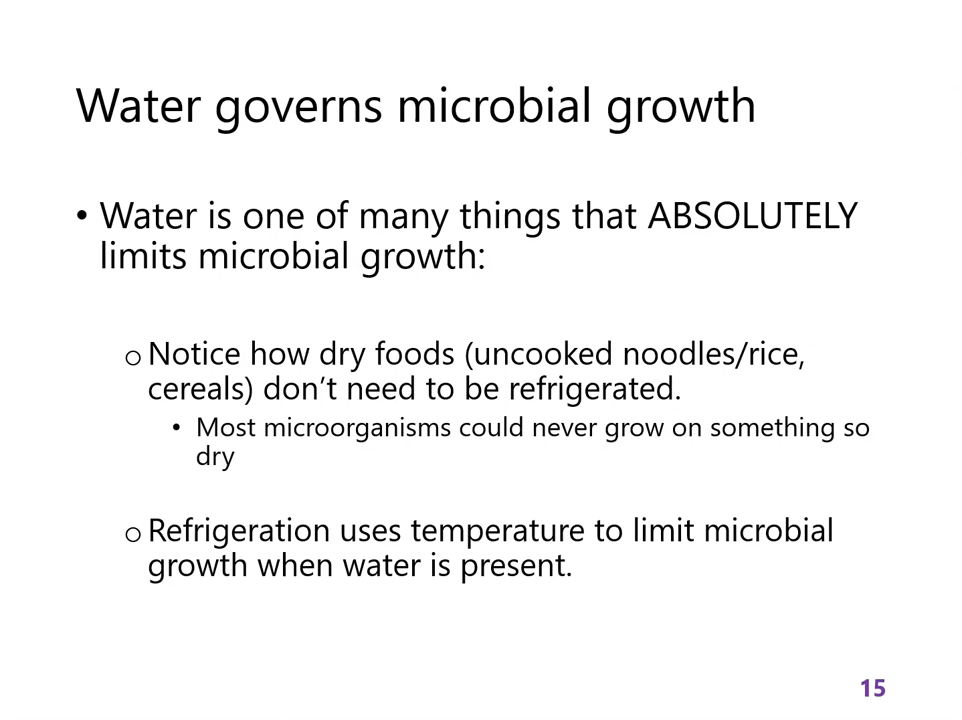 Water governs microbial growth
• Water is one of many things that ABSOLUTELY
limits microbial growth:
o Notice how dry foods (uncooked noodles/rice,
cereals) don’t need to be refrigerated.
• Most microorganisms could never grow on something so
dry
o Refrigeration uses temperature to limit microbial
growth when water is present.
15